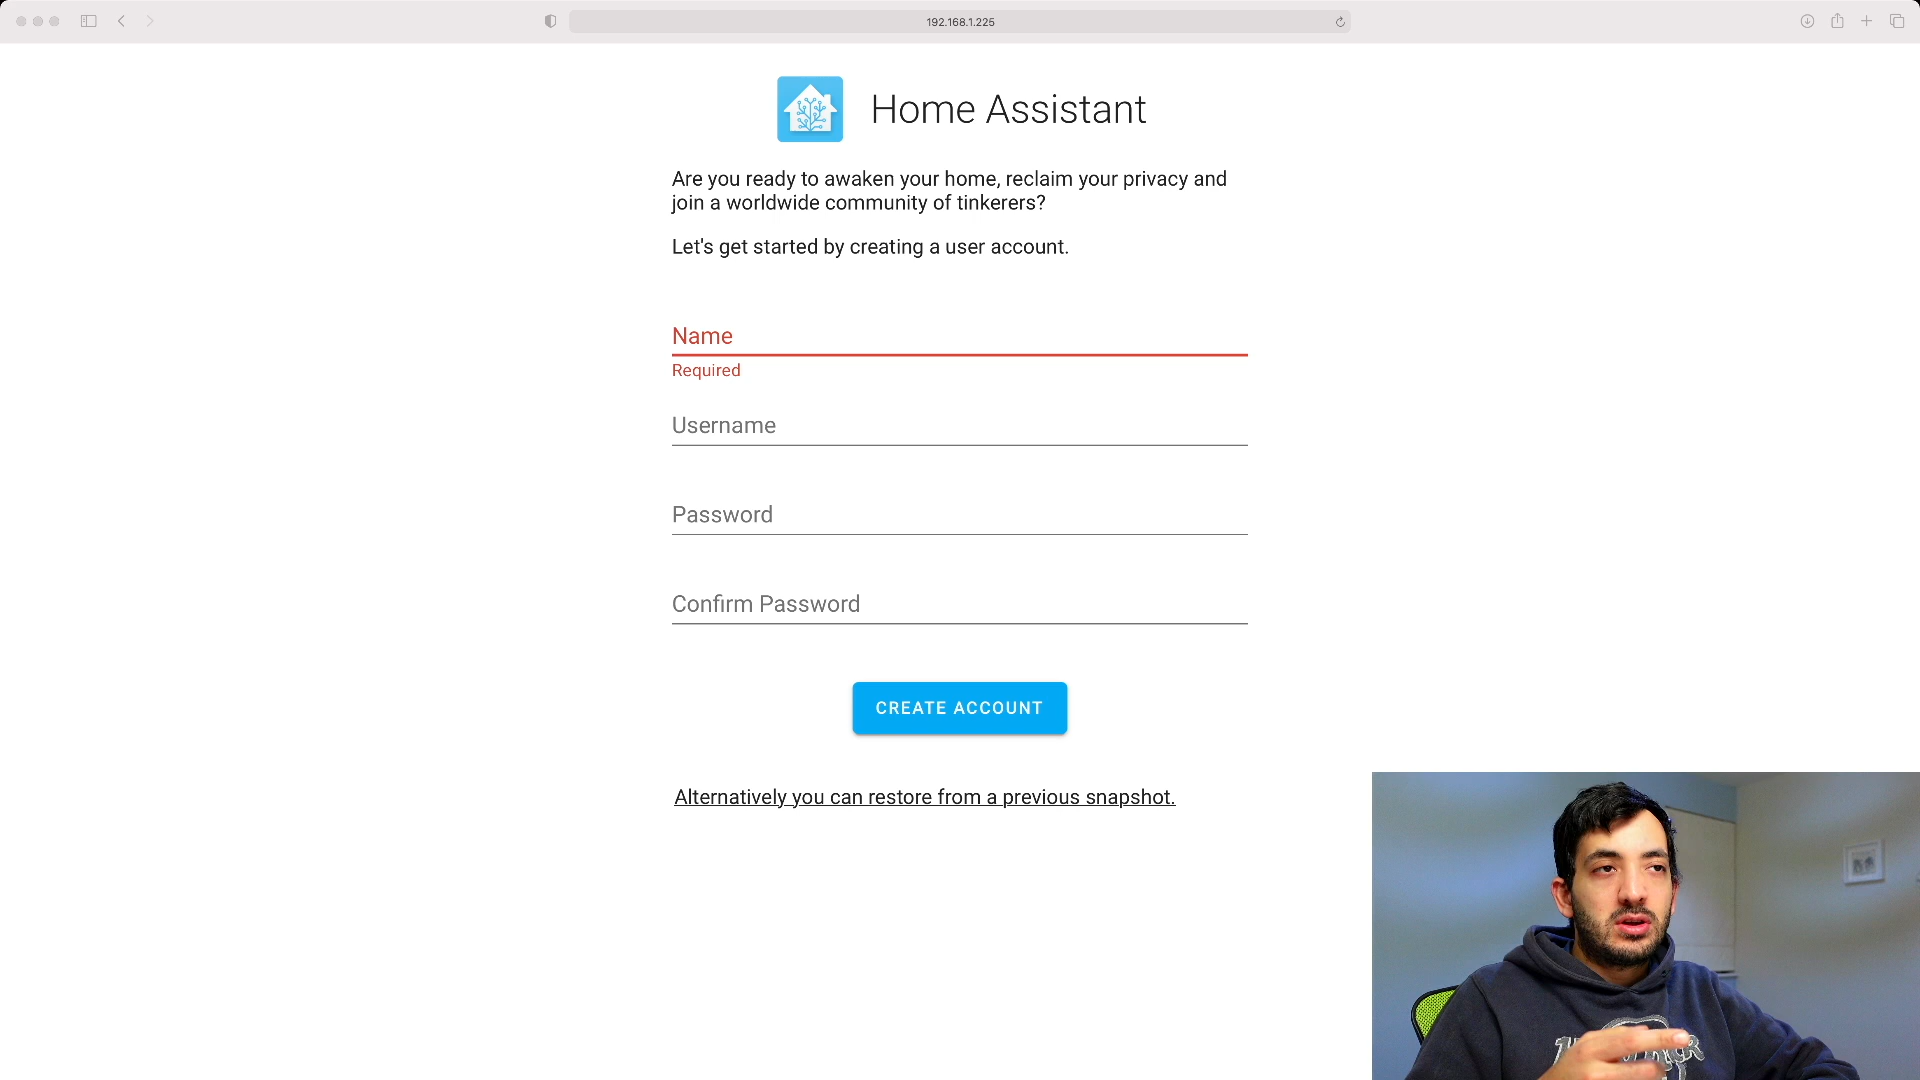 192.168.1.225
Home Assistant
Are you ready to awaken your home, reclaim your privacy and
join a worldwide community of tinkerers?
Let's get started by creating a user account.
Name
Required
Username
Password
Confirm Password
CREATE ACCOUNT
Alternatively you can restore from a previous snapshot.